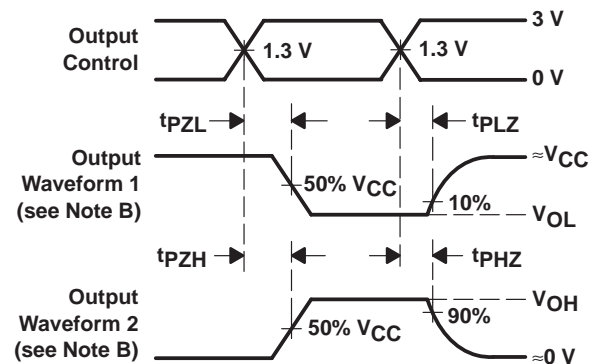 3 V
Output
Control
1.3 V
1.3 V
0 V
tPZL
tPLZ
Output
Waveform 1
(see Note B)
50% VCC
≈VCC
10%
VOL
tPZH
tPHZ
Output
Waveform 2
(see Note B)
50% VCC
VOH
90%
≈0 V